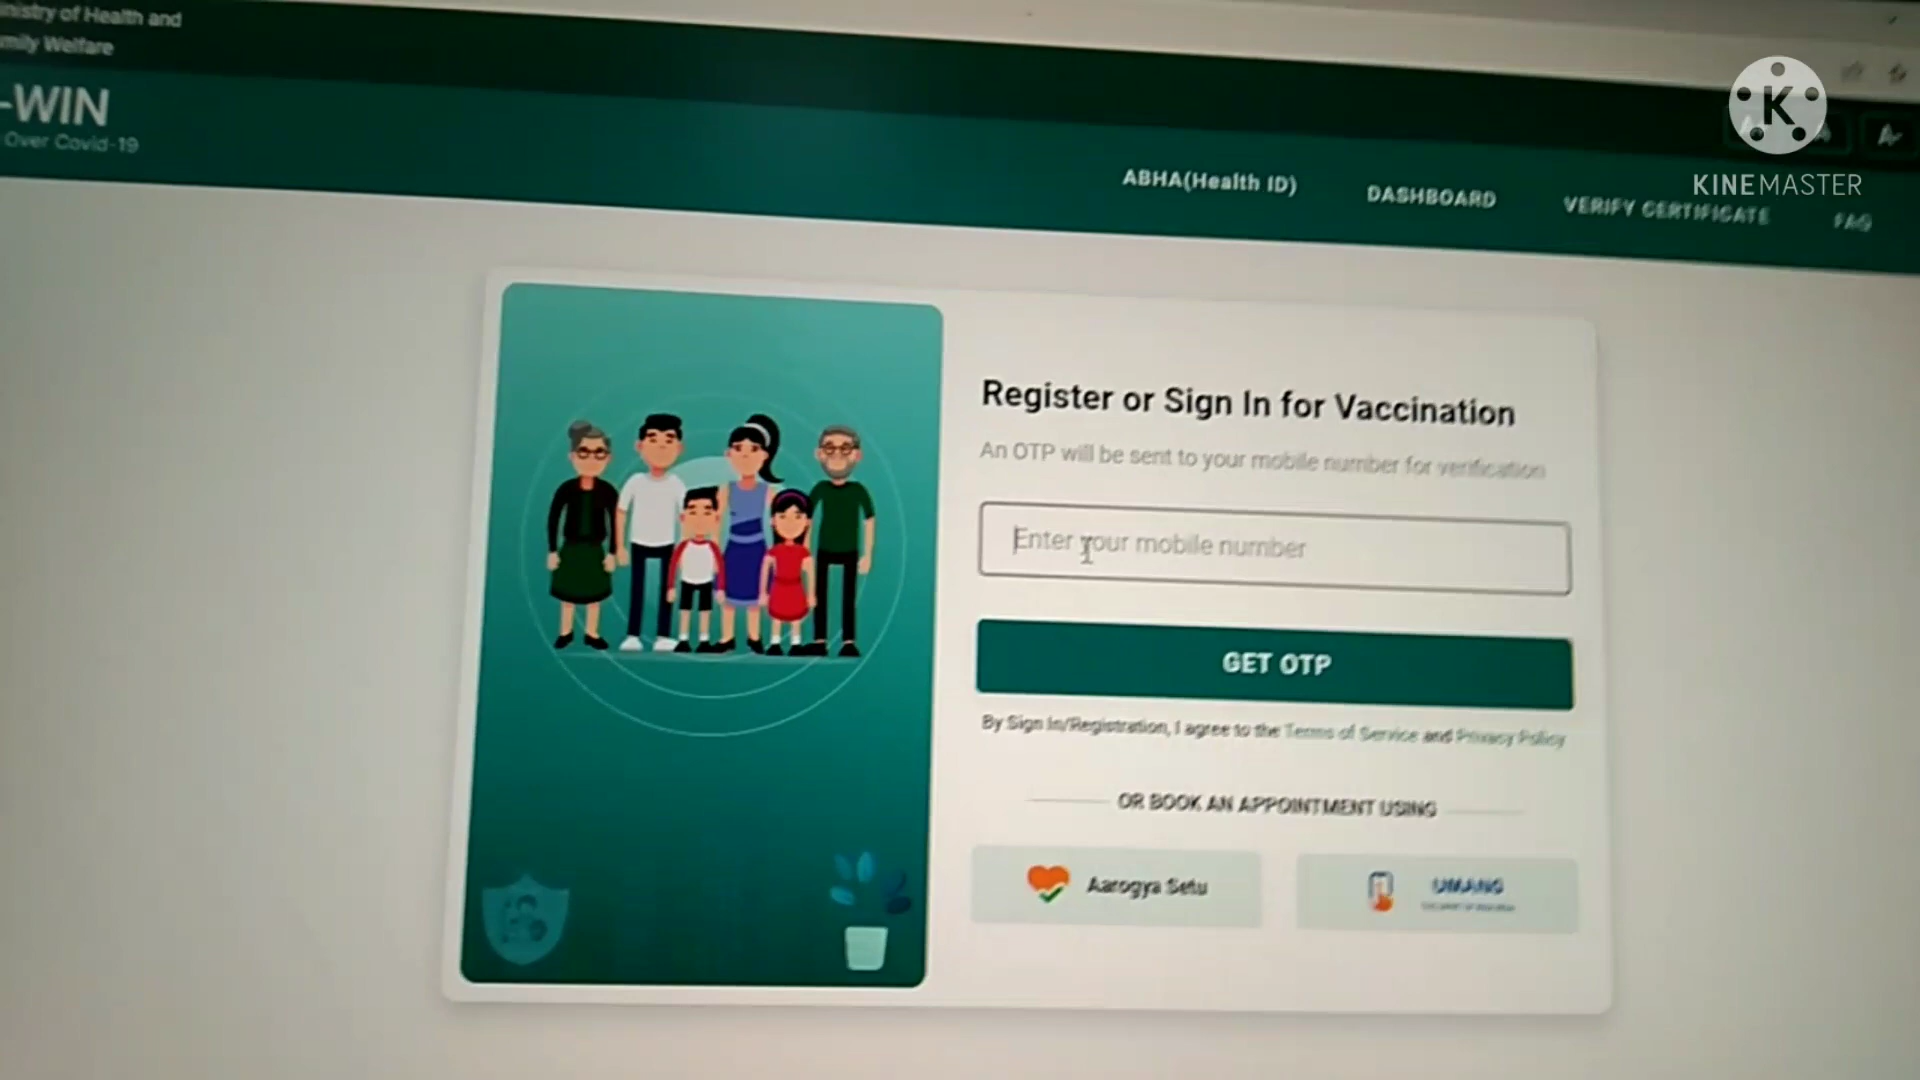 nistry of Health and
mily Welfare
-WIN
Over Covid-19
K
KINEMASTER
ABHA(Health ID)
DASHBOARD
VERIFY CERTIFICATE
FAQ
Register or Sign In for Vaccination
An OTP will be sent to your mobile number for verification
Enter your mobile number
GET OTP
By Sign In/Registration, I agree to the Terms of Service and Privacy Policy
OR BOOK AN APPOINTMENT USING
Aarogya Setu
UMANG